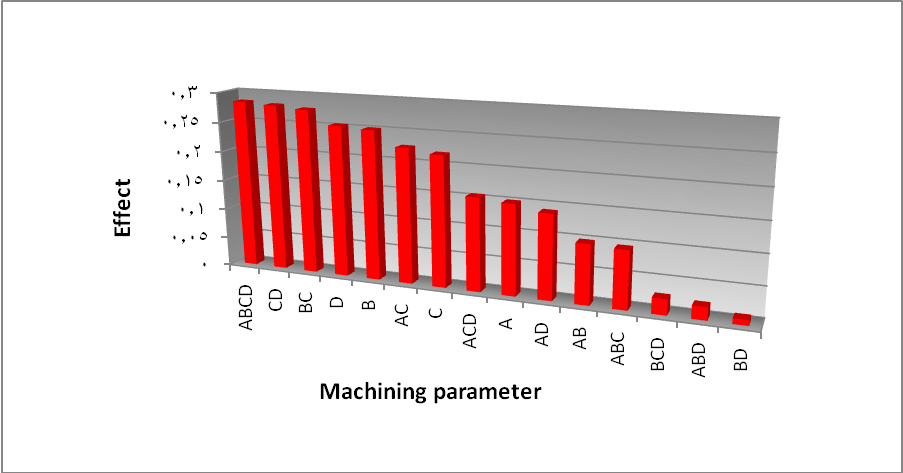 ٠,٣
٠,٢٥
٠,٢
٠,١٥
٠,١
٠,٠٥
٠
Effect
ABCD
CD
BC
D
B
AC
C
ACD
A
AD
AB
ABC
BCD
ABD
BD
Machining parameter